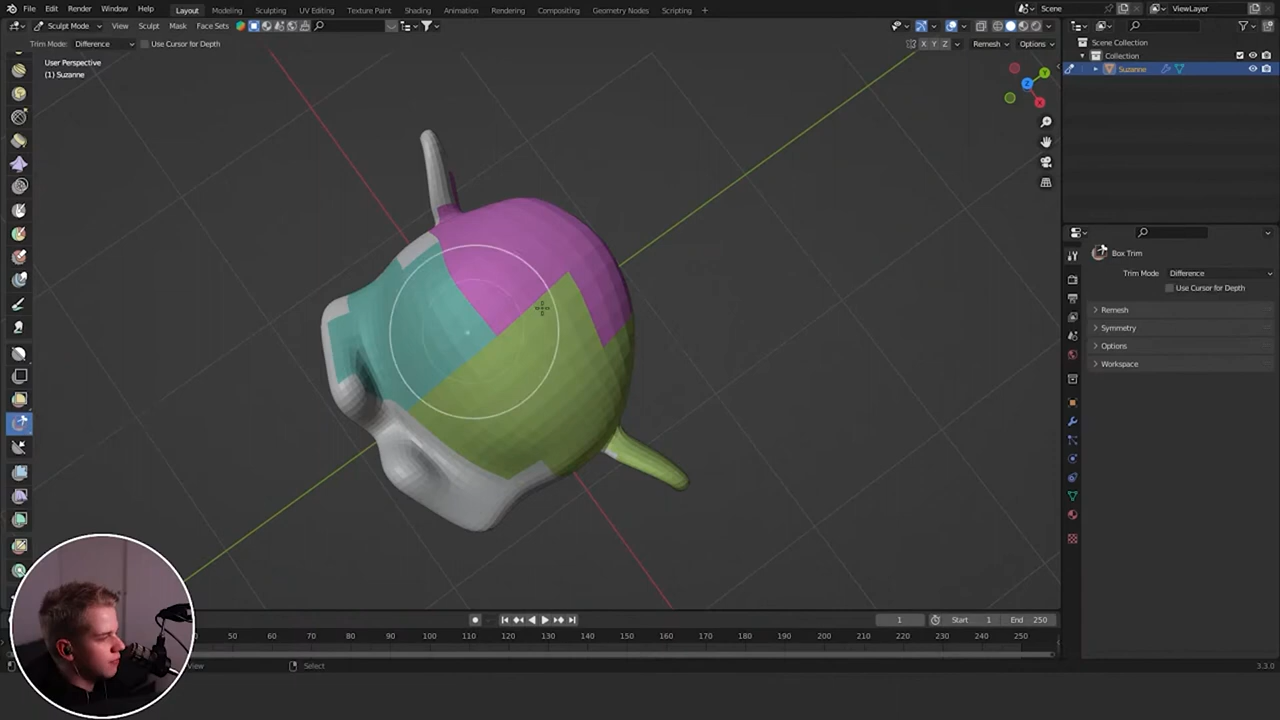 File Edit Render Window Help Layout Modeling Sculpting UV Editing Texture Paint Shading Animation Rendering Compositing Geometry Nodes Scripting + Scene ViewLayer
Sculpt Mode View Sculpt Mask Face Sets
Trim Mode: Difference Use Cursor for Depth X Y Z Remesh Options
User Perspective
(1) Suzanne
Scene Collection
Collection
Suzanne
Y
Z
X
Box Trim
Trim Mode Difference
Use Cursor for Depth
Remesh
Symmetry
Options
Workspace
1 Start 1 End 250
50 60 70 80 90 100 110 120 130 140 150 160 170 180 190 200 210 220 230 240 250
View Select 3.3.0